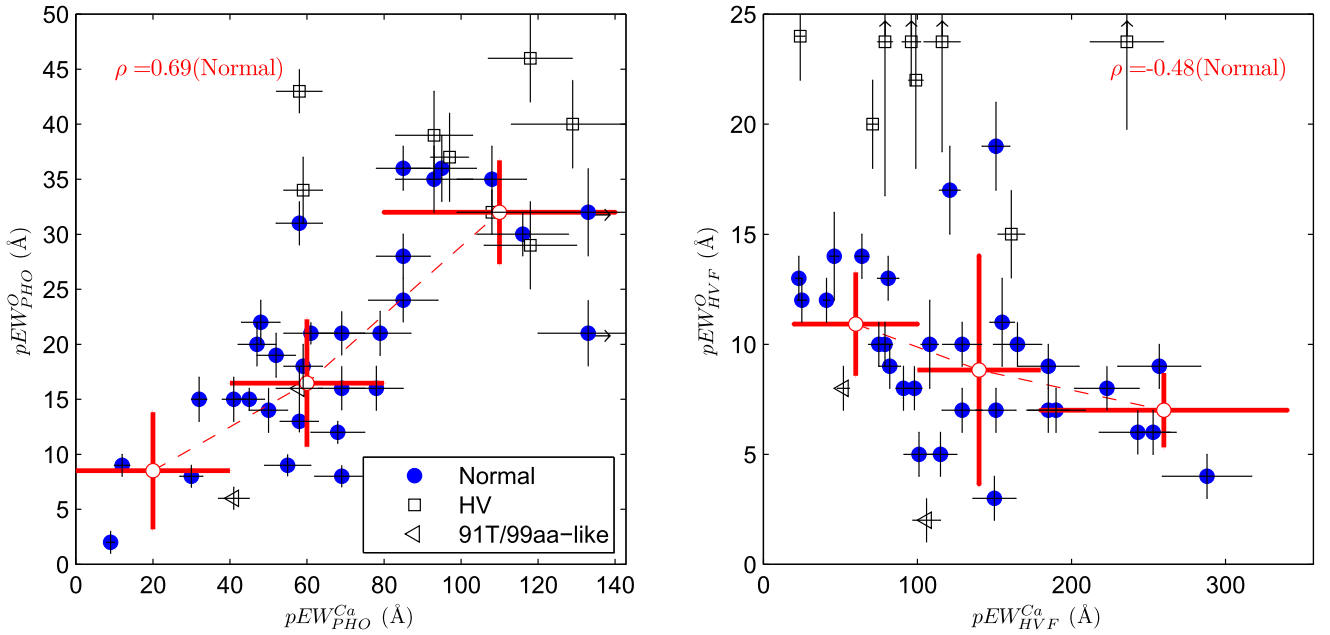 50
45
40
35
30
25
20
15
10
5
0
pEW^O_PHO (Å)
ρ =0.69(Normal)
Normal
HV
91T/99aa-like
0 20 40 60 80 100 120 140
pEW^Ca_PHO (Å)
25
20
15
10
5
0
pEW^O_HVF (Å)
ρ =-0.48(Normal)
0 100 200 300
pEW^Ca_HVF (Å)